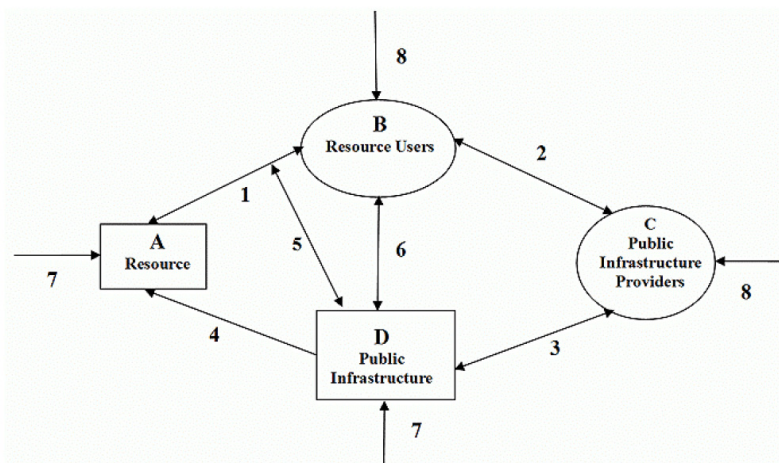 8
B
Resource Users
2
1
A
Resource
5
6
C
Public
Infrastructure
Providers
7
8
4
D
Public
Infrastructure
3
7